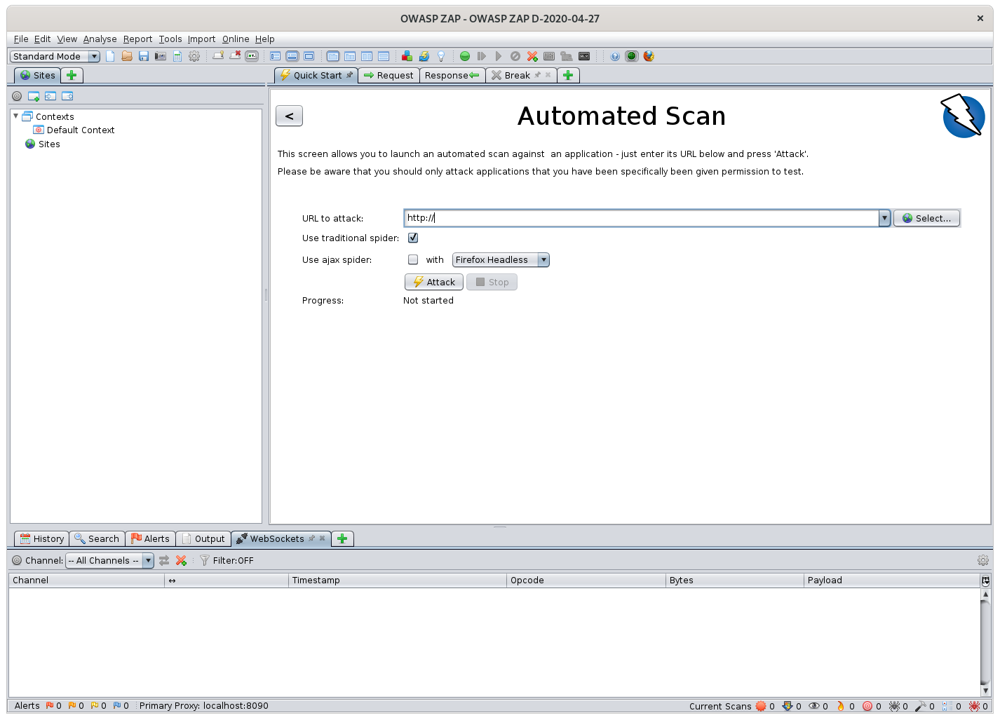 OWASP ZAP - OWASP ZAP D-2020-04-27
File Edit View Analyse Report Tools Import Online Help
Standard Mode
Sites
Quick Start Request Response Break
Contexts
Default Context
Sites
<
Automated Scan
This screen allows you to launch an automated scan against  an application - just enter its URL below and press 'Attack'.
Please be aware that you should only attack applications that you have been specifically been given permission to test.
URL to attack: http:// Select...
Use traditional spider:
Use ajax spider: with Firefox Headless
Attack Stop
Progress: Not started
History Search Alerts Output WebSockets
Channel: -- All Channels -- Filter:OFF
Channel ↔ Timestamp Opcode Bytes Payload
Alerts 0 0 0 0 Primary Proxy: localhost:8090 Current Scans 0 0 0 0 0 0 0 0 0